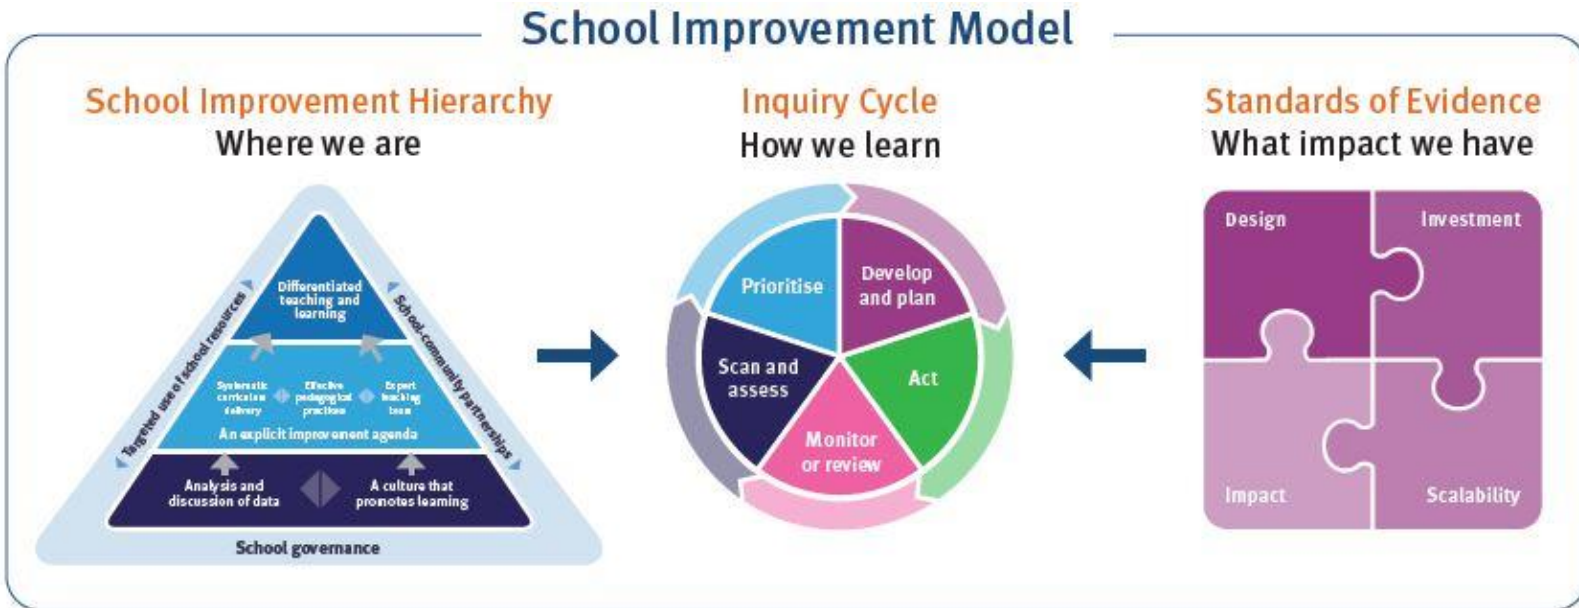 School Improvement Model
School Improvement Hierarchy
Where we are
Differentiated
teaching and
learning
Systematic
curriculum
delivery
Effective
pedagogical
practices
Expert
teaching
team
An explicit improvement agenda
Analysis and
discussion of data
A culture that
promotes learning
Targeted use of school resources
School-community partnerships
School governance
Inquiry Cycle
How we learn
Prioritise
Develop
and plan
Scan and
assess
Act
Monitor
or review
Standards of Evidence
What impact we have
Design
Investment
Impact
Scalability